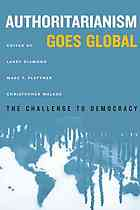 AUTHORITARIANISM
GOES GLOBAL
EDITED BY
LARRY DIAMOND
MARC F. PLATTNER
CHRISTOPHER WALKER
THE CHALLENGE TO DEMOCRACY